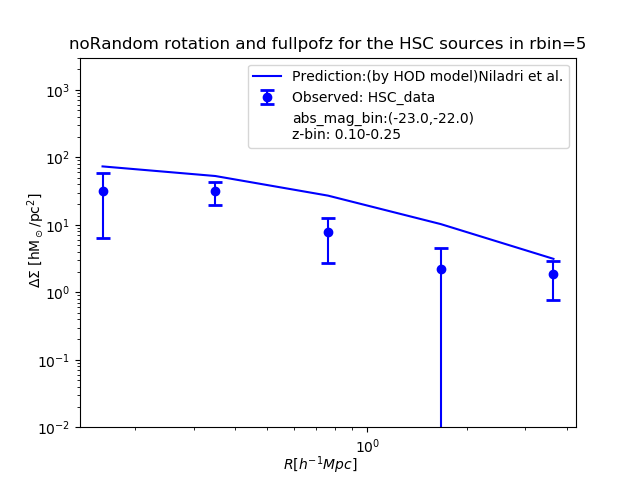 noRandom rotation and fullpofz for the HSC sources in rbin=5
Prediction:(by HOD model)Niladri et al.
Observed: HSC_data
abs_mag_bin:(-23.0,-22.0)
z-bin: 0.10-0.25
10³
10²
10¹
10⁰
10⁻¹
10⁻²
ΔΣ [hM☉/pc²]
10⁰
R[h⁻¹Mpc]